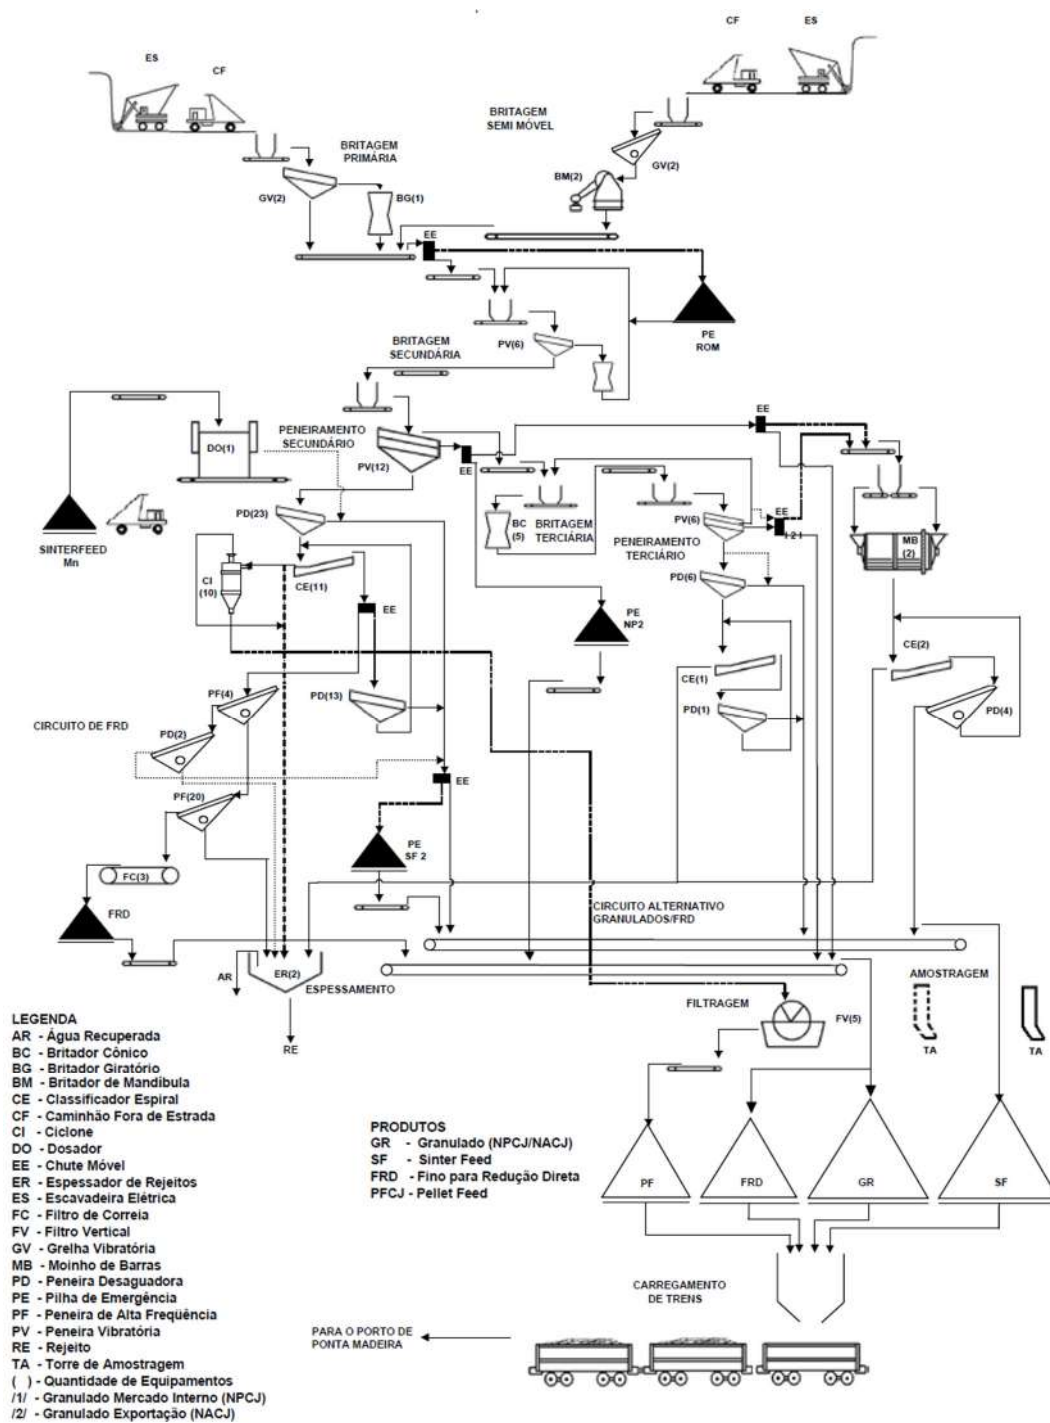 ES
CF
CF
ES
BRITAGEM
PRIMÁRIA
BRITAGEM
SEMI MÓVEL
GV(2)
BG(1)
BM(2)
GV(2)
EE
PE
ROM
BRITAGEM
SECUNDÁRIA
PV(6)
DO(1)
PENEIRAMENTO
SECUNDÁRIO
PV(12)
EE
EE
SINTERFEED
Mn
PD(23)
BC
(5)
BRITAGEM
TERCIÁRIA
PV(6)
EE
PENEIRAMENTO
TERCIÁRIO
MB
(2)
CI
(10)
CE(11)
EE
PD(6)
PE
NP2
CE(2)
CE(1)
PF(4)
PD(13)
PD(1)
PD(4)
CIRCUITO DE FRD
PD(2)
EE
PF(20)
PE
SF 2
FC(3)
FRD
CIRCUITO ALTERNATIVO
GRANULADOS/FRD
AR
ER(2)
ESPESSAMENTO
RE
FILTRAGEM
FV(5)
AMOSTRAGEM
TA
TA
LEGENDA
AR - Água Recuperada
BC - Britador Cônico
BG - Britador Giratório
BM - Britador de Mandíbula
CE - Classificador Espiral
CF - Caminhão Fora de Estrada
CI - Ciclone
DO - Dosador
EE - Chute Móvel
ER - Espessador de Rejeitos
ES - Escavadeira Elétrica
FC - Filtro de Correia
FV - Filtro Vertical
GV - Grelha Vibratória
MB - Moinho de Barras
PD - Peneira Desaguadora
PE - Pilha de Emergência
PF - Peneira de Alta Freqüência
PV - Peneira Vibratória
RE - Rejeito
TA - Torre de Amostragem
( ) - Quantidade de Equipamentos
/1/ - Granulado Mercado Interno (NPCJ)
/2/ - Granulado Exportação (NACJ)
PRODUTOS
GR - Granulado (NPCJ/NACJ)
SF - Sinter Feed
FRD - Fino para Redução Direta
PFCJ - Pellet Feed
PF
FRD
GR
SF
CARREGAMENTO
DE TRENS
PARA O PORTO DE
PONTA MADEIRA